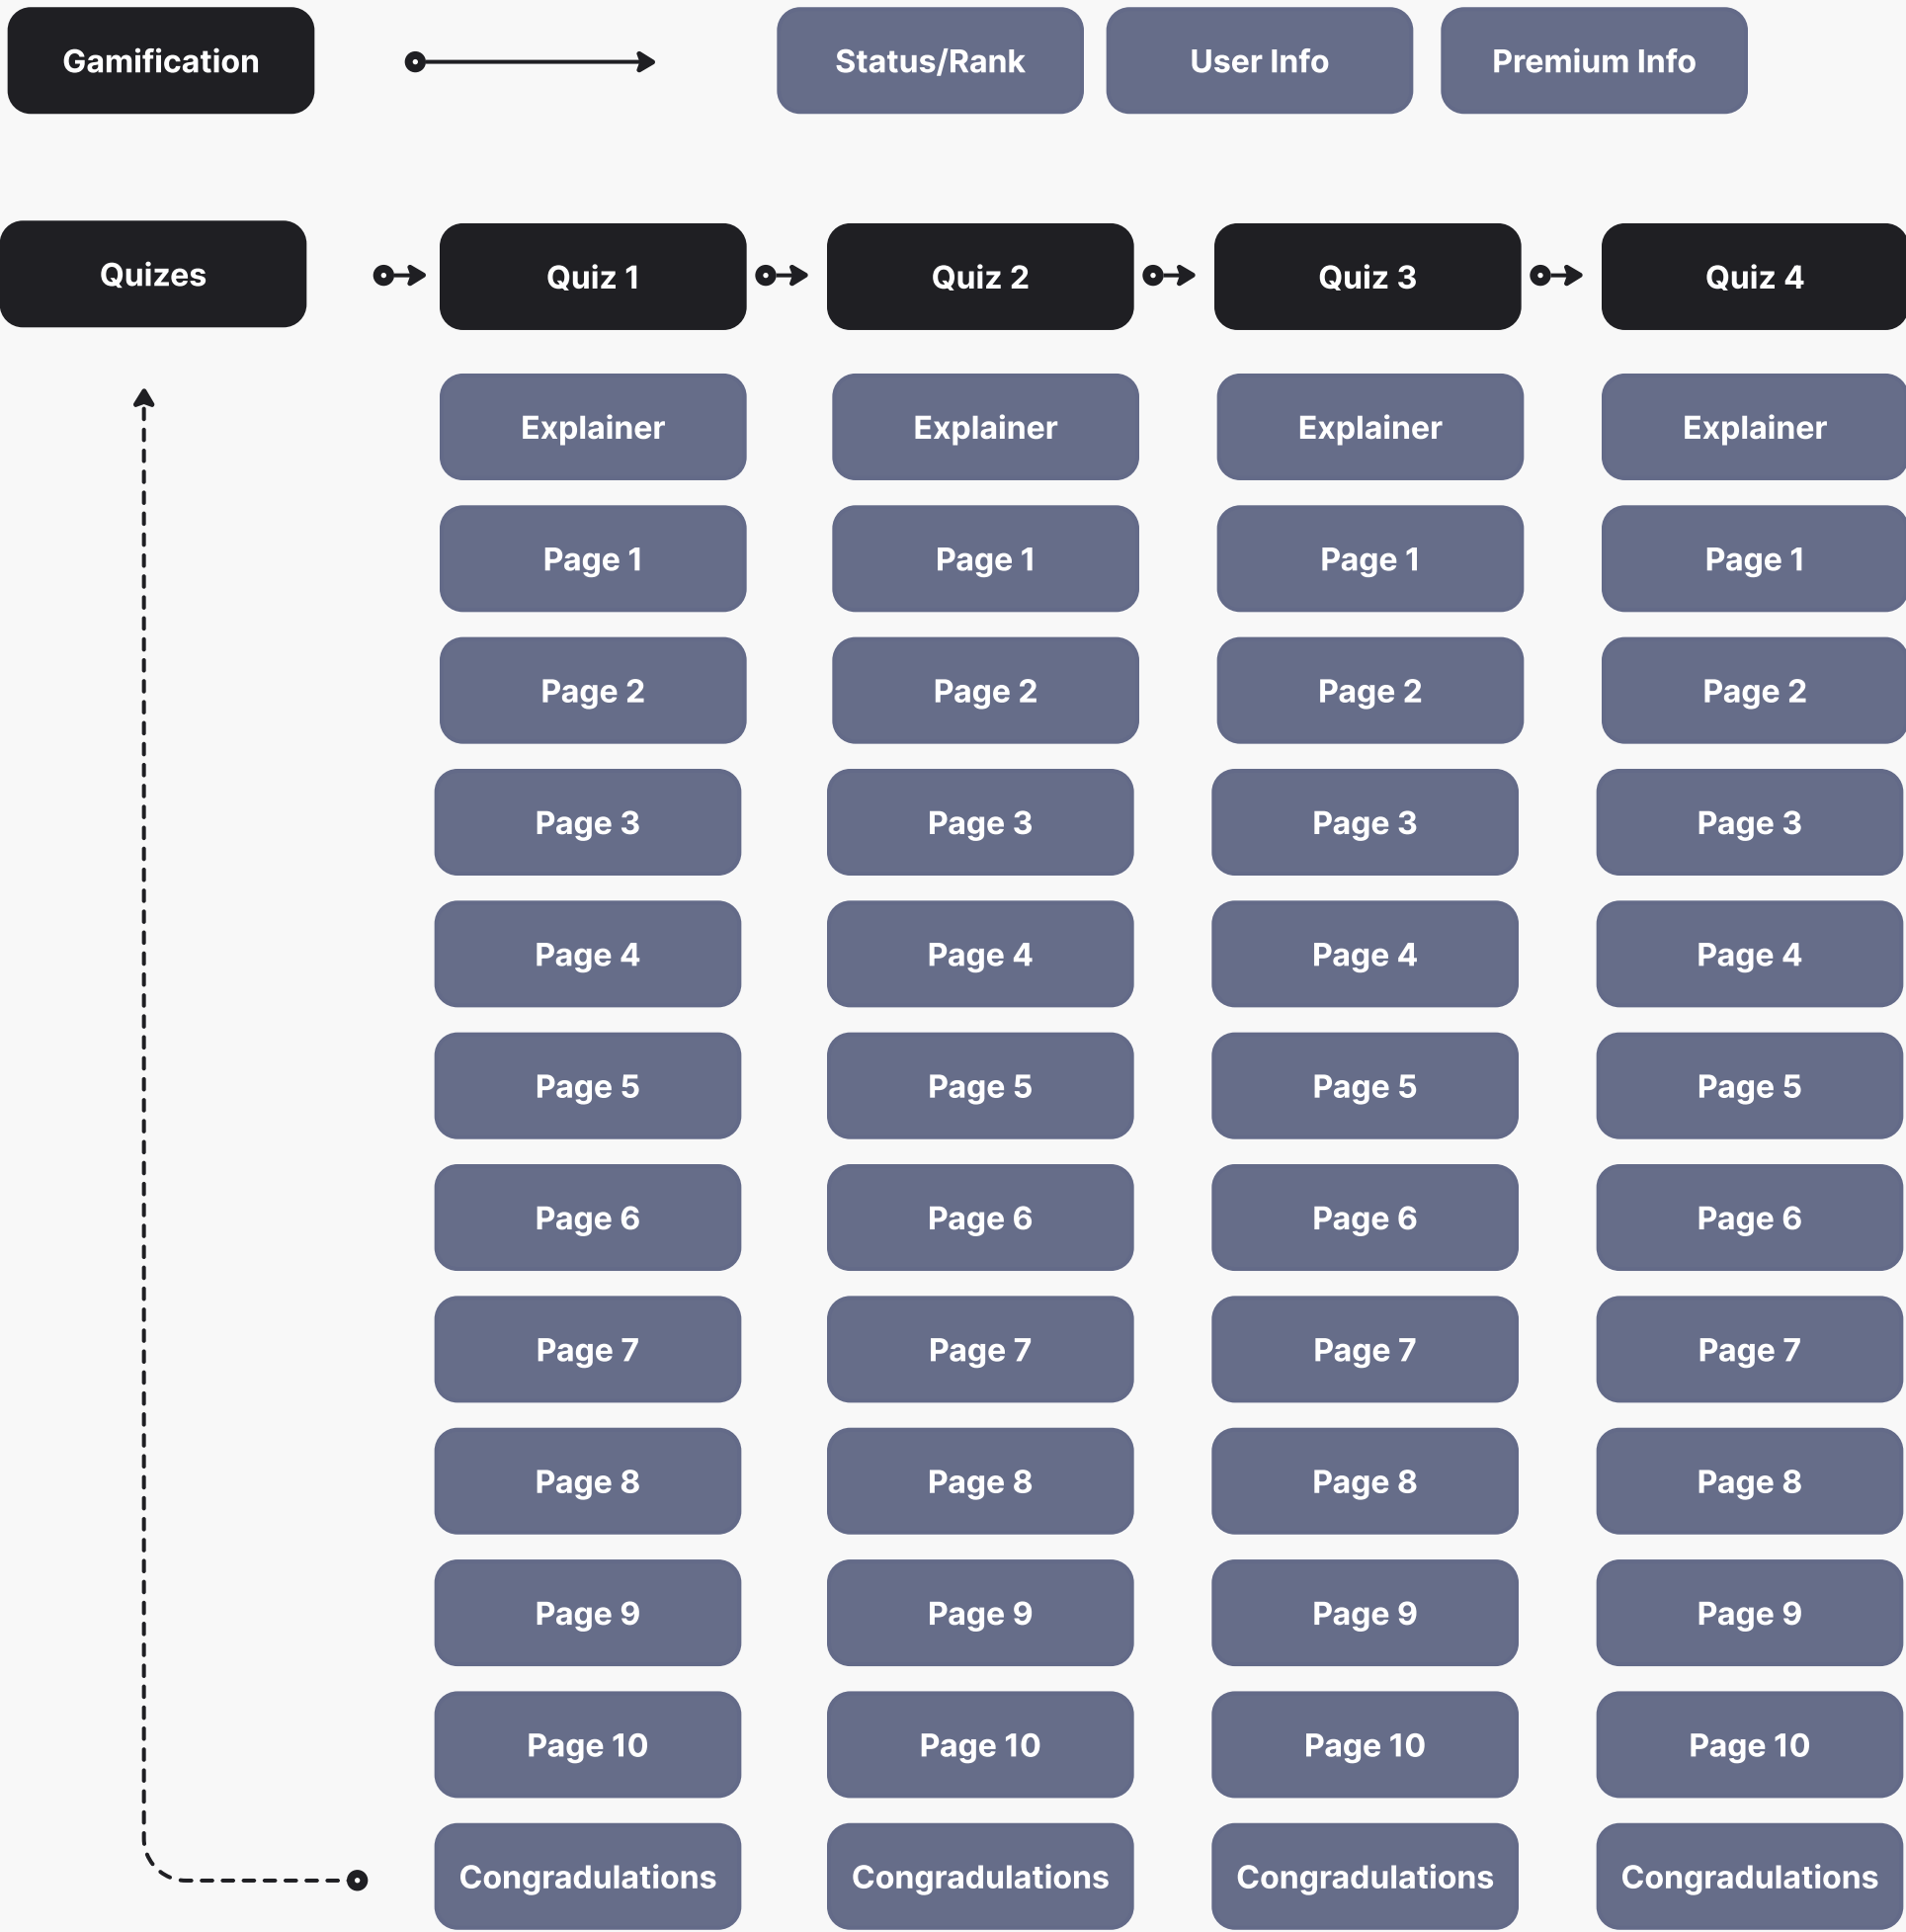 Gamification
Status/Rank
User Info
Premium Info
Quizes
Quiz 1
Quiz 2
Quiz 3
Quiz 4
Explainer
Explainer
Explainer
Explainer
Page 1
Page 1
Page 1
Page 1
Page 2
Page 2
Page 2
Page 2
Page 3
Page 3
Page 3
Page 3
Page 4
Page 4
Page 4
Page 4
Page 5
Page 5
Page 5
Page 5
Page 6
Page 6
Page 6
Page 6
Page 7
Page 7
Page 7
Page 7
Page 8
Page 8
Page 8
Page 8
Page 9
Page 9
Page 9
Page 9
Page 10
Page 10
Page 10
Page 10
Congradulations
Congradulations
Congradulations
Congradulations